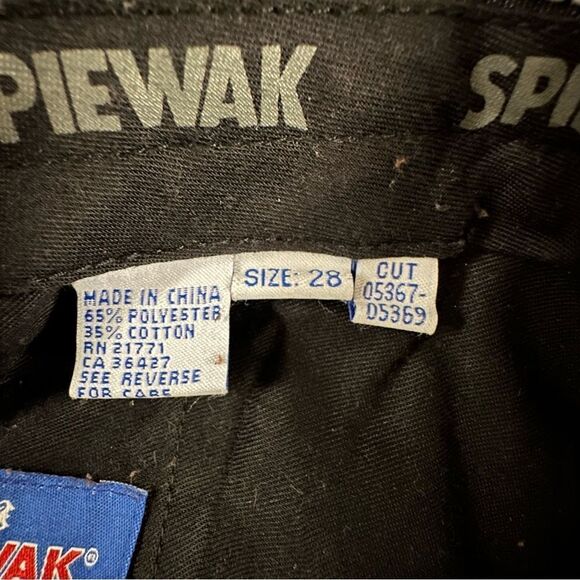 PIEWAK SPI
MADE IN CHINA
65% POLYESTER
35% COTTON
RN 21771
CA 36427
SEE REVERSE
FOR CARE
SIZE: 28
CUT
05367-
D5369
WAK®